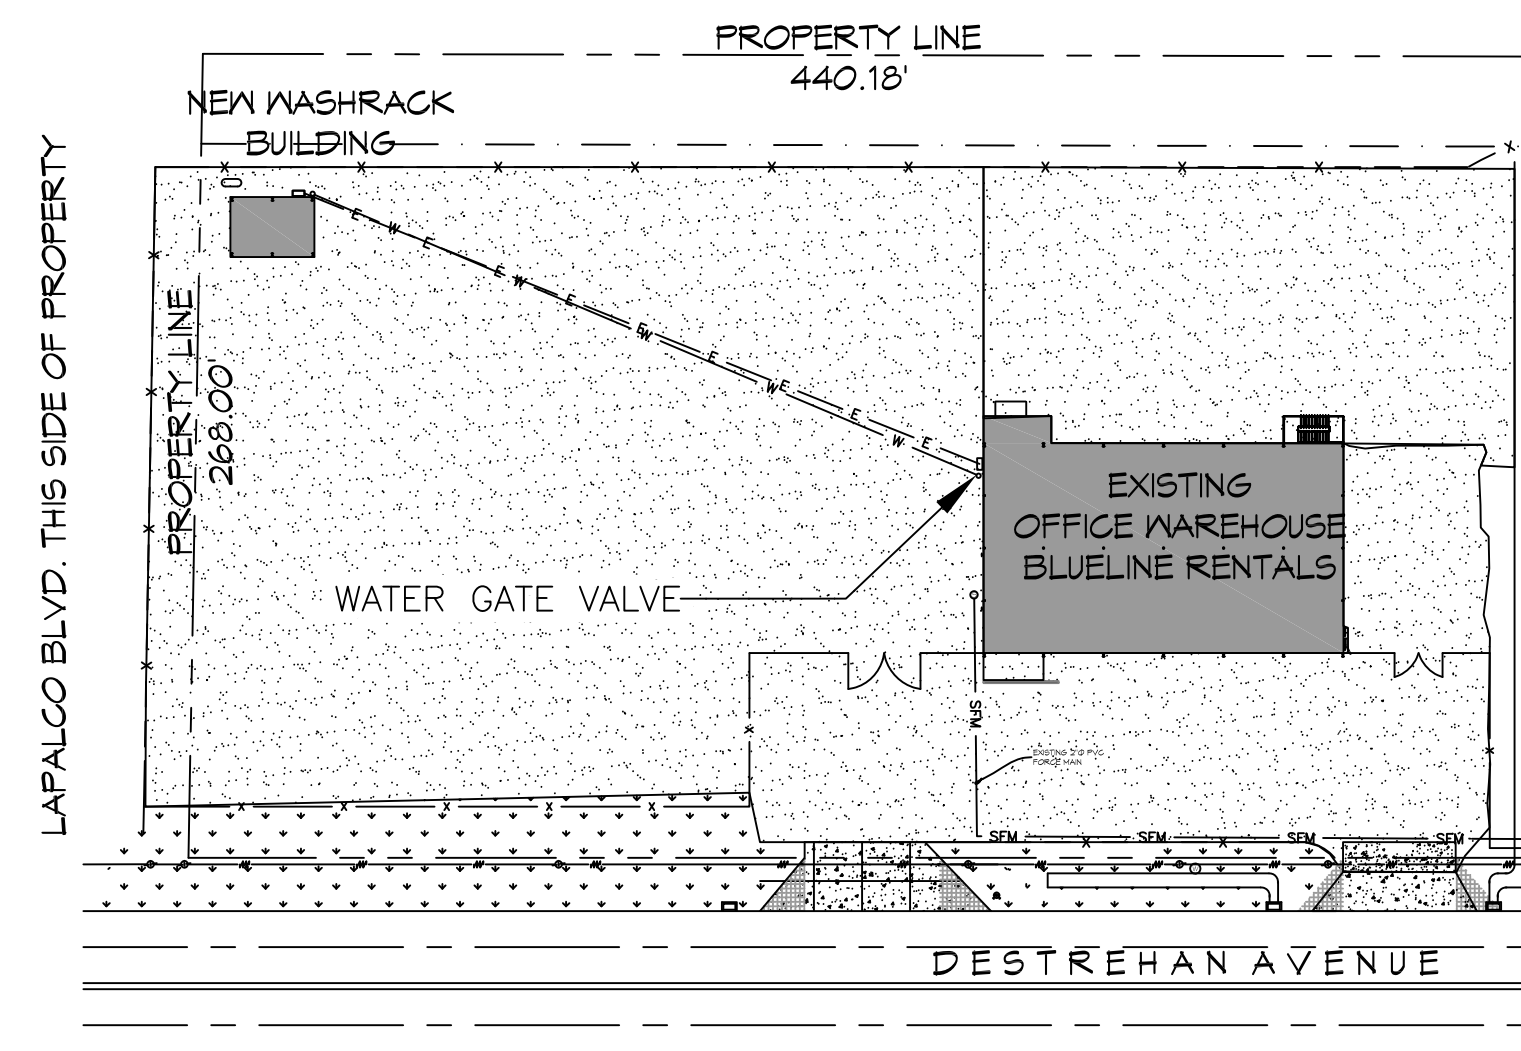 PROPERTY LINE
440.18'
NEW WASHRACK
BUILDING
LAPALCO BLVD. THIS SIDE OF PROPERTY
PROPERTY LINE
268.00'
X X X X X X X X X X
E W E E W E E W E W E E W E
EXISTING
OFFICE WAREHOUSE
BLUELINE RENTALS
WATER GATE VALVE
SFM
EXISTING 2"Ø PVC
FORCE MAIN
X X X X X
SFM SFM SFM SFM
DESTREHAN AVENUE